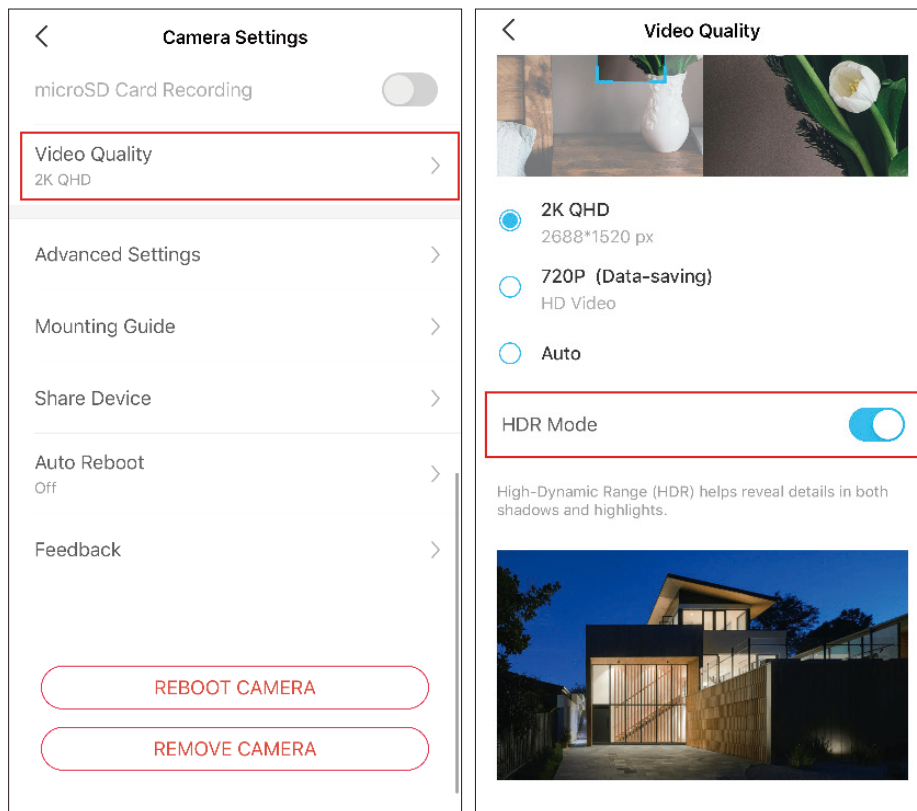 Camera Settings
microSD Card Recording
Video Quality
2K QHD
Advanced Settings
Mounting Guide
Share Device
Auto Reboot
Off
Feedback
REBOOT CAMERA
REMOVE CAMERA
Video Quality
2K QHD
2688*1520 px
720P (Data-saving)
HD Video
Auto
HDR Mode
High-Dynamic Range (HDR) helps reveal details in both
shadows and highlights.